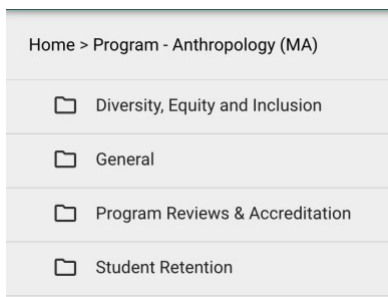 Home > Program - Anthropology (MA)
Diversity, Equity and Inclusion
General
Program Reviews & Accreditation
Student Retention